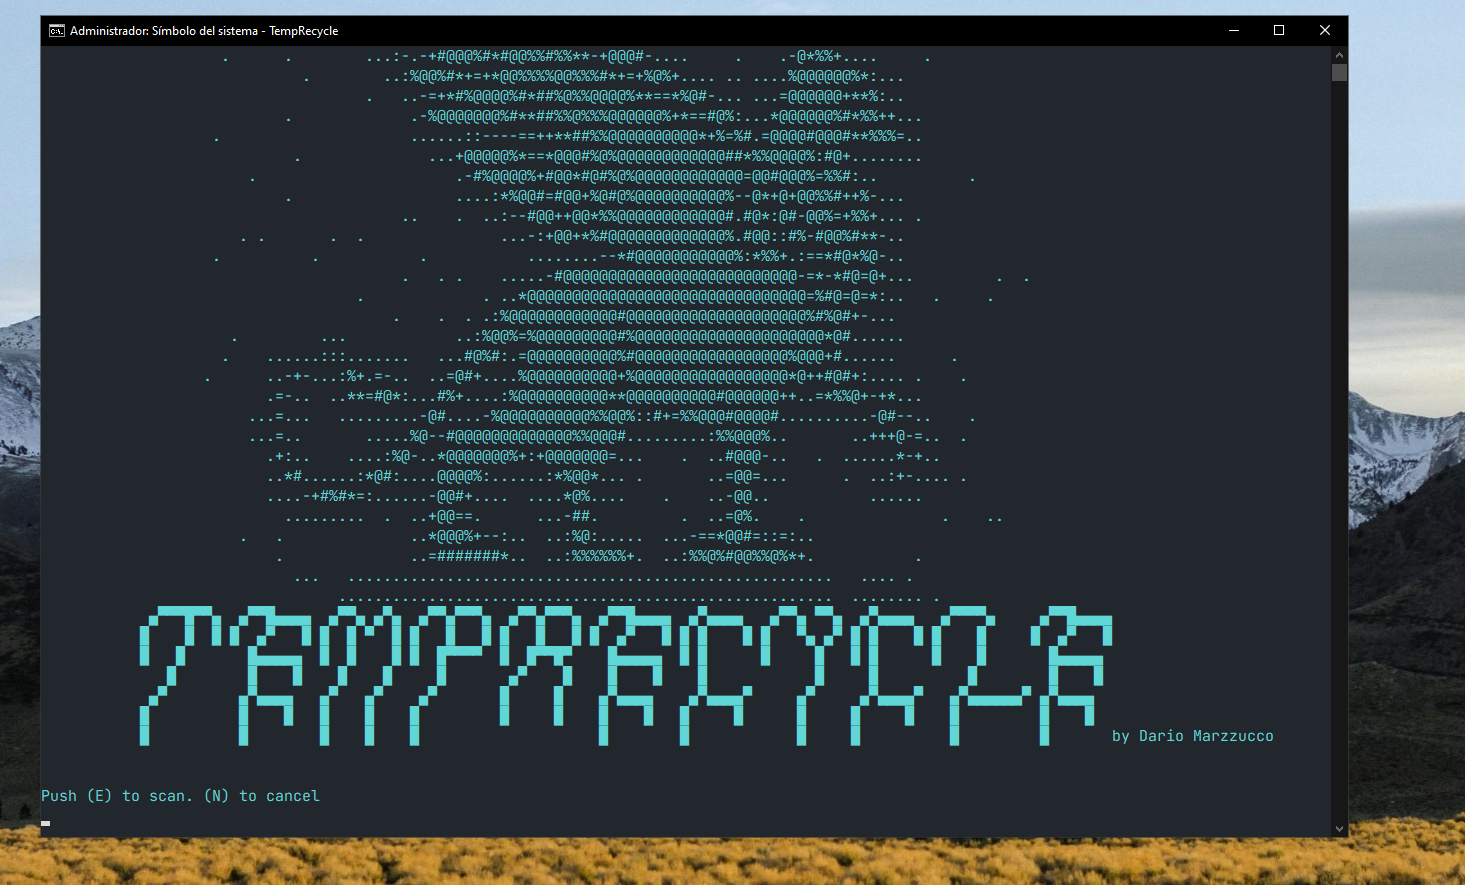 Administrador: Símbolo del sistema - TempRecycle
TEMPRECYCLE
by Dario Marzzucco
Push (E) to scan. (N) to cancel